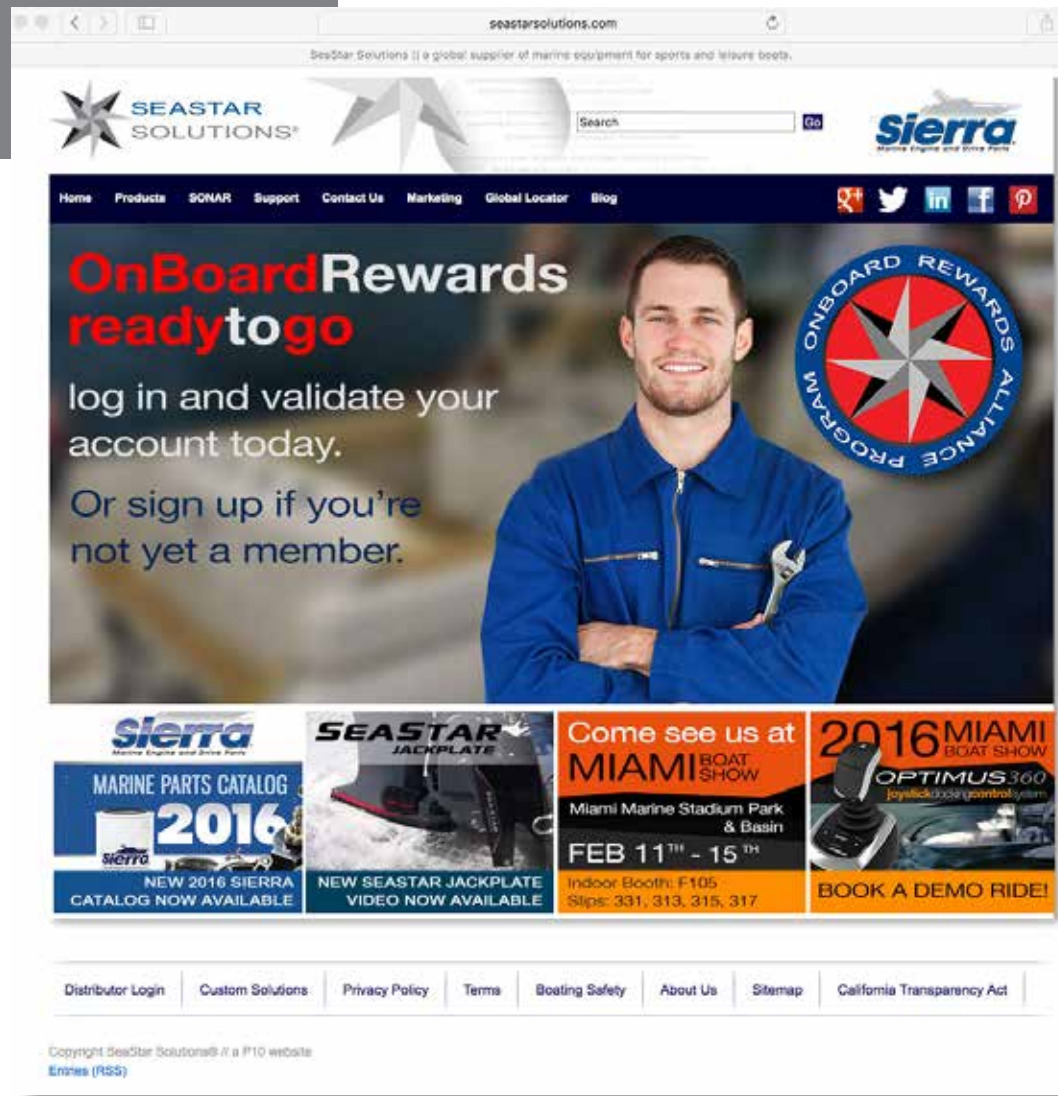 seastarsolutions.com
SeaStar Solutions || a global supplier of marine equipment for sports and leisure boats.
SEASTAR
SOLUTIONS®
Search
Go
Sierra
Marine Engine and Drive Parts
Home Products SONAR Support Contact Us Marketing Global Locator Blog
OnBoardRewards
readytogo
log in and validate your
account today.
Or sign up if you're
not yet a member.
ONBOARD REWARDS ALLIANCE PROGRAM
Sierra
Marine Engine and Drive Parts
MARINE PARTS CATALOG
2016
Sierra
NEW 2016 SIERRA
CATALOG NOW AVAILABLE
SEASTAR
JACKPLATE
NEW SEASTAR JACKPLATE
VIDEO NOW AVAILABLE
Come see us at
MIAMI BOAT SHOW
Miami Marine Stadium Park
& Basin
FEB 11TH - 15TH
Indoor Booth: F105
Slips: 331, 313, 315, 317
2016 MIAMI
BOAT SHOW
OPTIMUS360
joystickdockingcontrolsystem
BOOK A DEMO RIDE!
Distributor Login Custom Solutions Privacy Policy Terms Boating Safety About Us Sitemap California Transparency Act
Copyright SeaStar Solutions® // a P10 website
Entries (RSS)